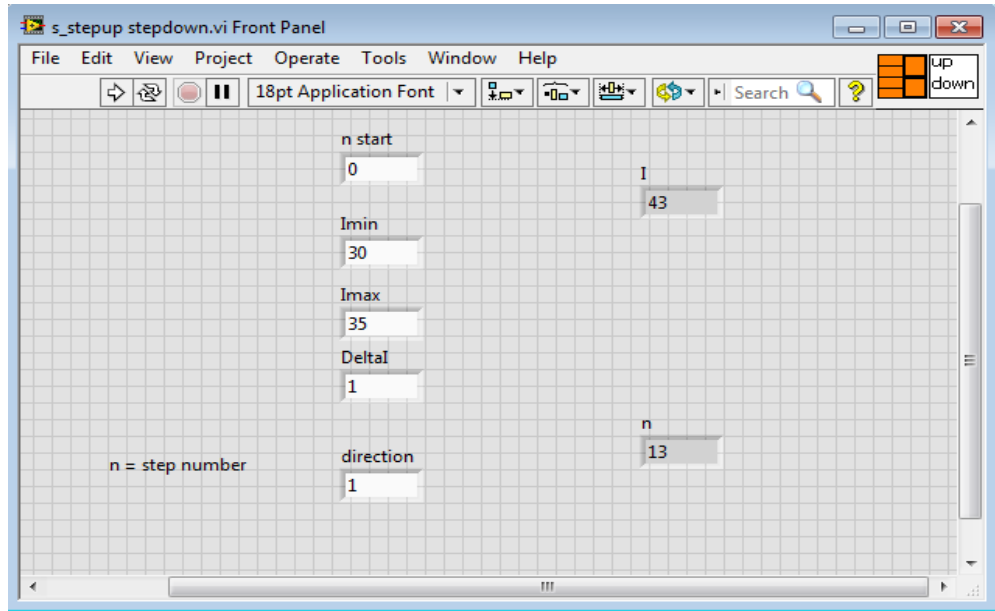 s_stepup stepdown.vi Front Panel
File Edit View Project Operate Tools Window Help
18pt Application Font
Search
?
up
down
n start
0
I
43
Imin
30
Imax
35
DeltaI
1
n
13
n = step number
direction
1